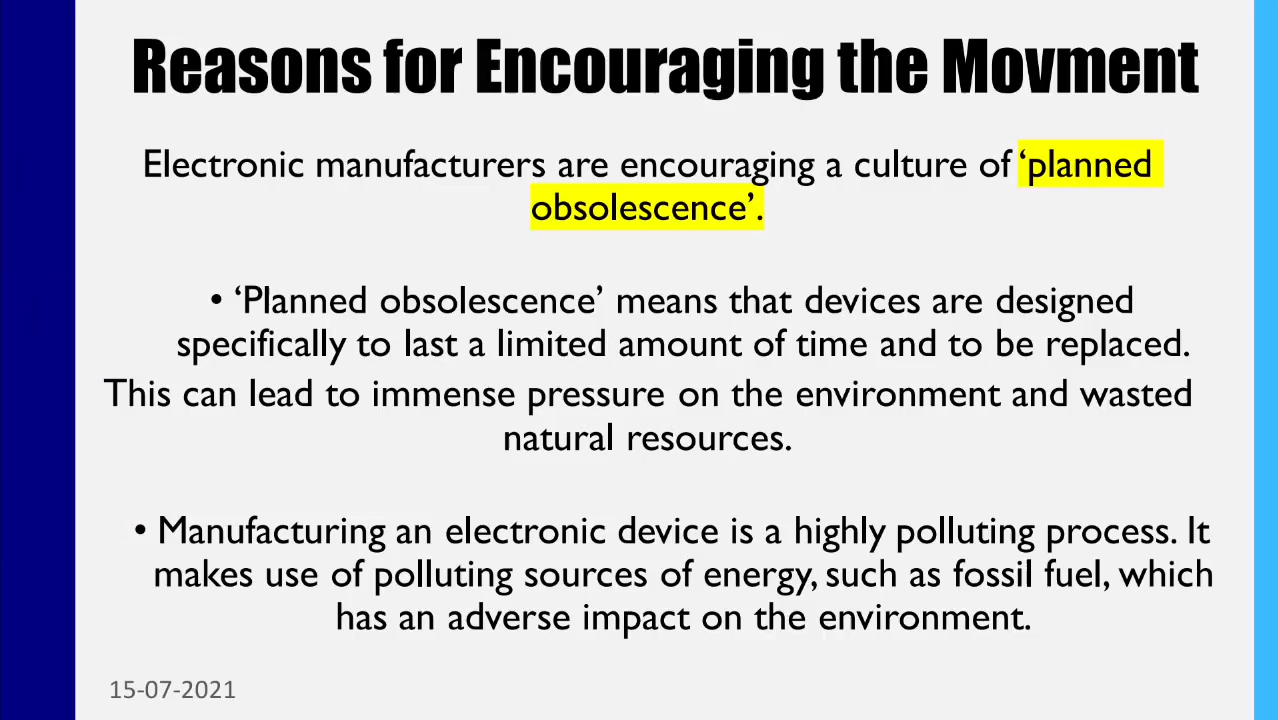 Reasons for Encouraging the Movment
Electronic manufacturers are encouraging a culture of ‘planned
obsolescence’.
• ‘Planned obsolescence’ means that devices are designed
specifically to last a limited amount of time and to be replaced.
This can lead to immense pressure on the environment and wasted
natural resources.
• Manufacturing an electronic device is a highly polluting process. It
makes use of polluting sources of energy, such as fossil fuel, which
has an adverse impact on the environment.
15-07-2021